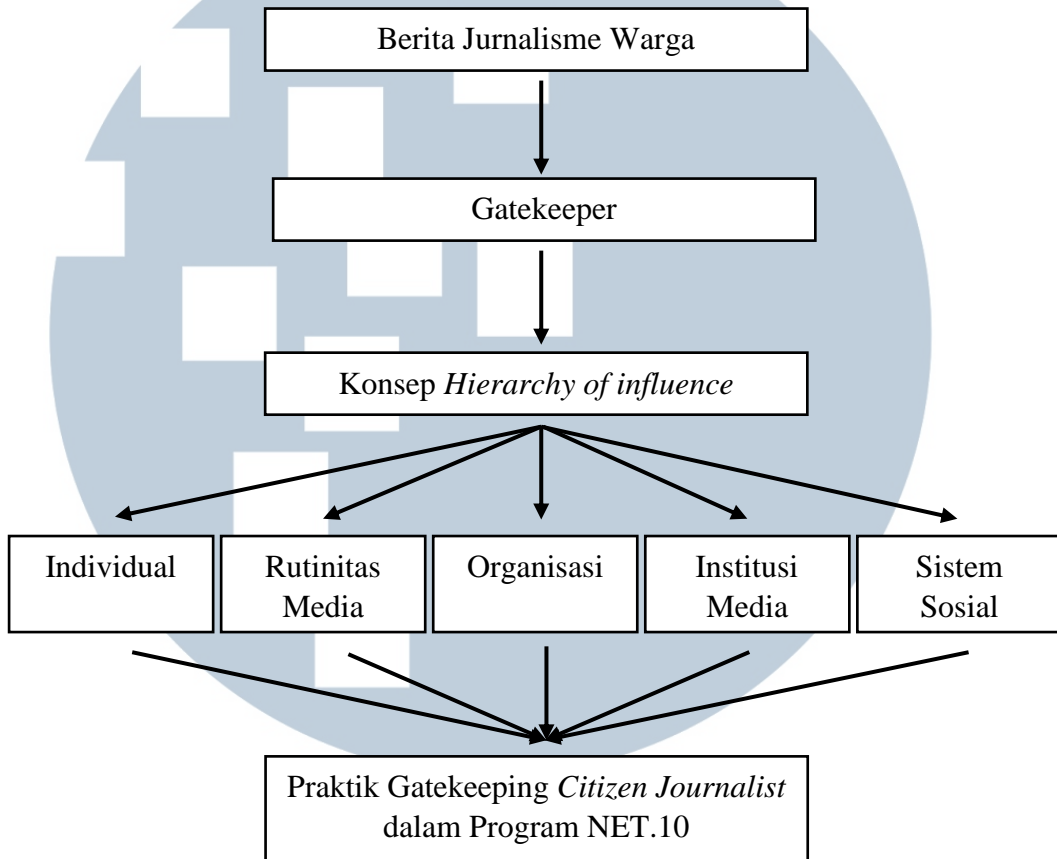 Berita Jurnalisme Warga
Gatekeeper
Konsep Hierarchy of influence
Individual
Rutinitas
Media
Organisasi
Institusi
Media
Sistem
Sosial
Praktik Gatekeeping Citizen Journalist
dalam Program NET.10